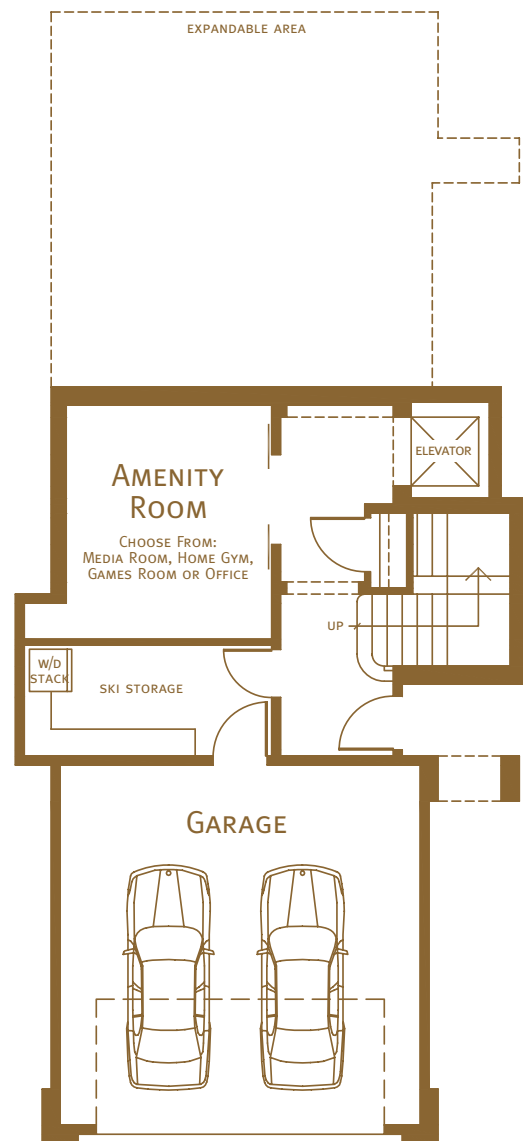 EXPANDABLE AREA
ELEVATOR
AMENITY
ROOM
CHOOSE FROM:
MEDIA ROOM, HOME GYM,
GAMES ROOM OR OFFICE
UP
W/D
STACK
SKI STORAGE
GARAGE